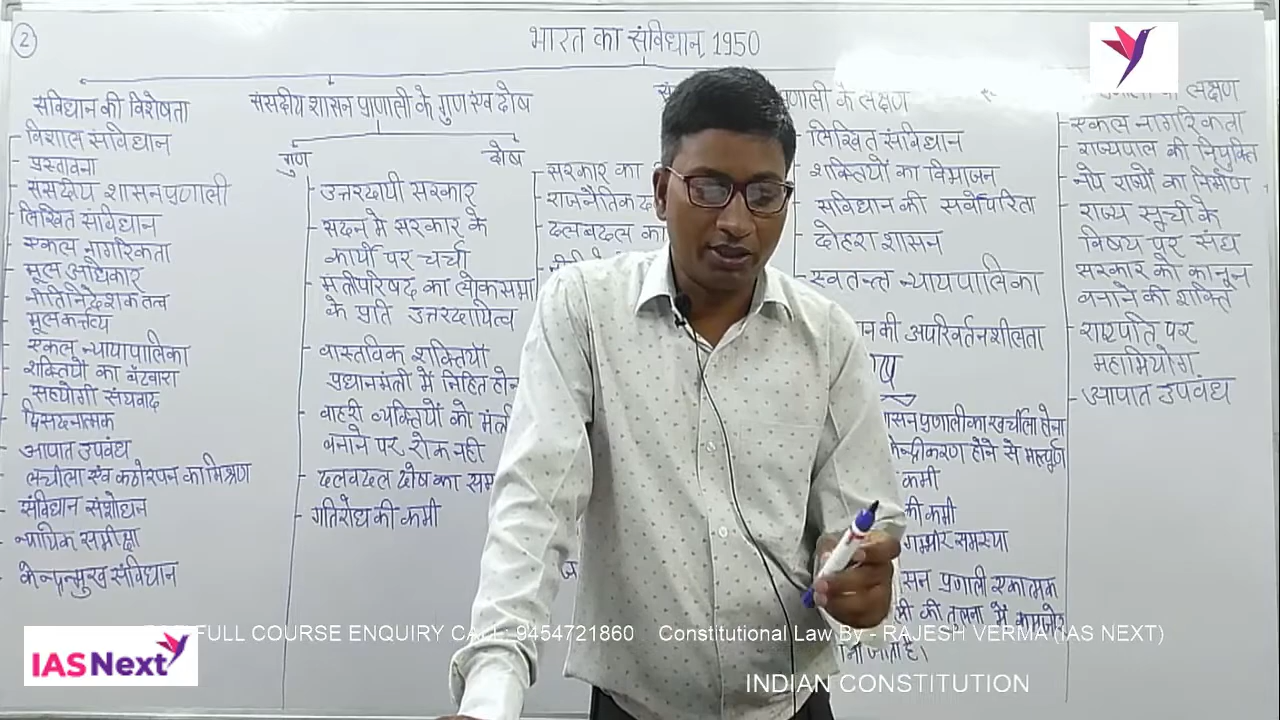 2
भारत का संविधान, 1950
संविधान की विशेषता
विशाल संविधान
प्रस्तावना
संसदीय शासन प्रणाली
लिखित संविधान
एकल नागरिकता
मूल अधिकार
नीतिनिदेशक तत्व
मूल कर्त्तव्य
एकल न्यायपालिका
शक्तियों का बँटवारा
सहयोगी संघवाद
द्विसदनात्मक
आपात उपबंध
लचीला एवं कठोरपन का मिश्रण
संविधान संशोधन
न्यायिक समीक्षा
केन्द्रोन्मुख संविधान
संसदीय शासन प्रणाली के गुण एवं दोष
गुण
उत्तरदायी सरकार
सदन मे सरकार के
कार्यो पर चर्चा
मंत्रीपरिषद का लोकसभा
के प्रति उत्तरदायित्व
वास्तविक शक्तियाँ
प्रधानमंत्री में निहित होन
बाहरी व्यक्तियों को मंत्री
बनाने पर रोक नही
दलबदल दोष का सम
गतिरोध की कमी
दोष
सरकार का
राजनैतिक द
दलबदल का
प्रणाली के लक्षण
लिखित संविधान
शक्तियों का विभाजन
संविधान की सर्वोपरिता
दोहरा शासन
स्वतन्त्र न्यायपालिका
न की अपरिवर्तनशीलता
ष
ासन प्रणाली का खर्चीला होना
केन्द्रीकरण होने से
कमी
की कमी
गम्भीर समस्या
सन प्रणाली एकात्मक
की तुलना में कमजोर
जाती है।
लक्षण
एकल नागरिकता
राज्यपाल की नियुक्ति
नये राज्यों का निर्माण
राज्य सूची के
विषय पर संघ
सरकार को कानून
बनाने की शक्ति
राष्ट्रपति पर
महाभियोग
आपात उपबंध
FULL COURSE ENQUIRY CALL: 9454721860 Constitutional Law By - RAJESH VERMA (IAS NEXT)
IAS Next
INDIAN CONSTITUTION